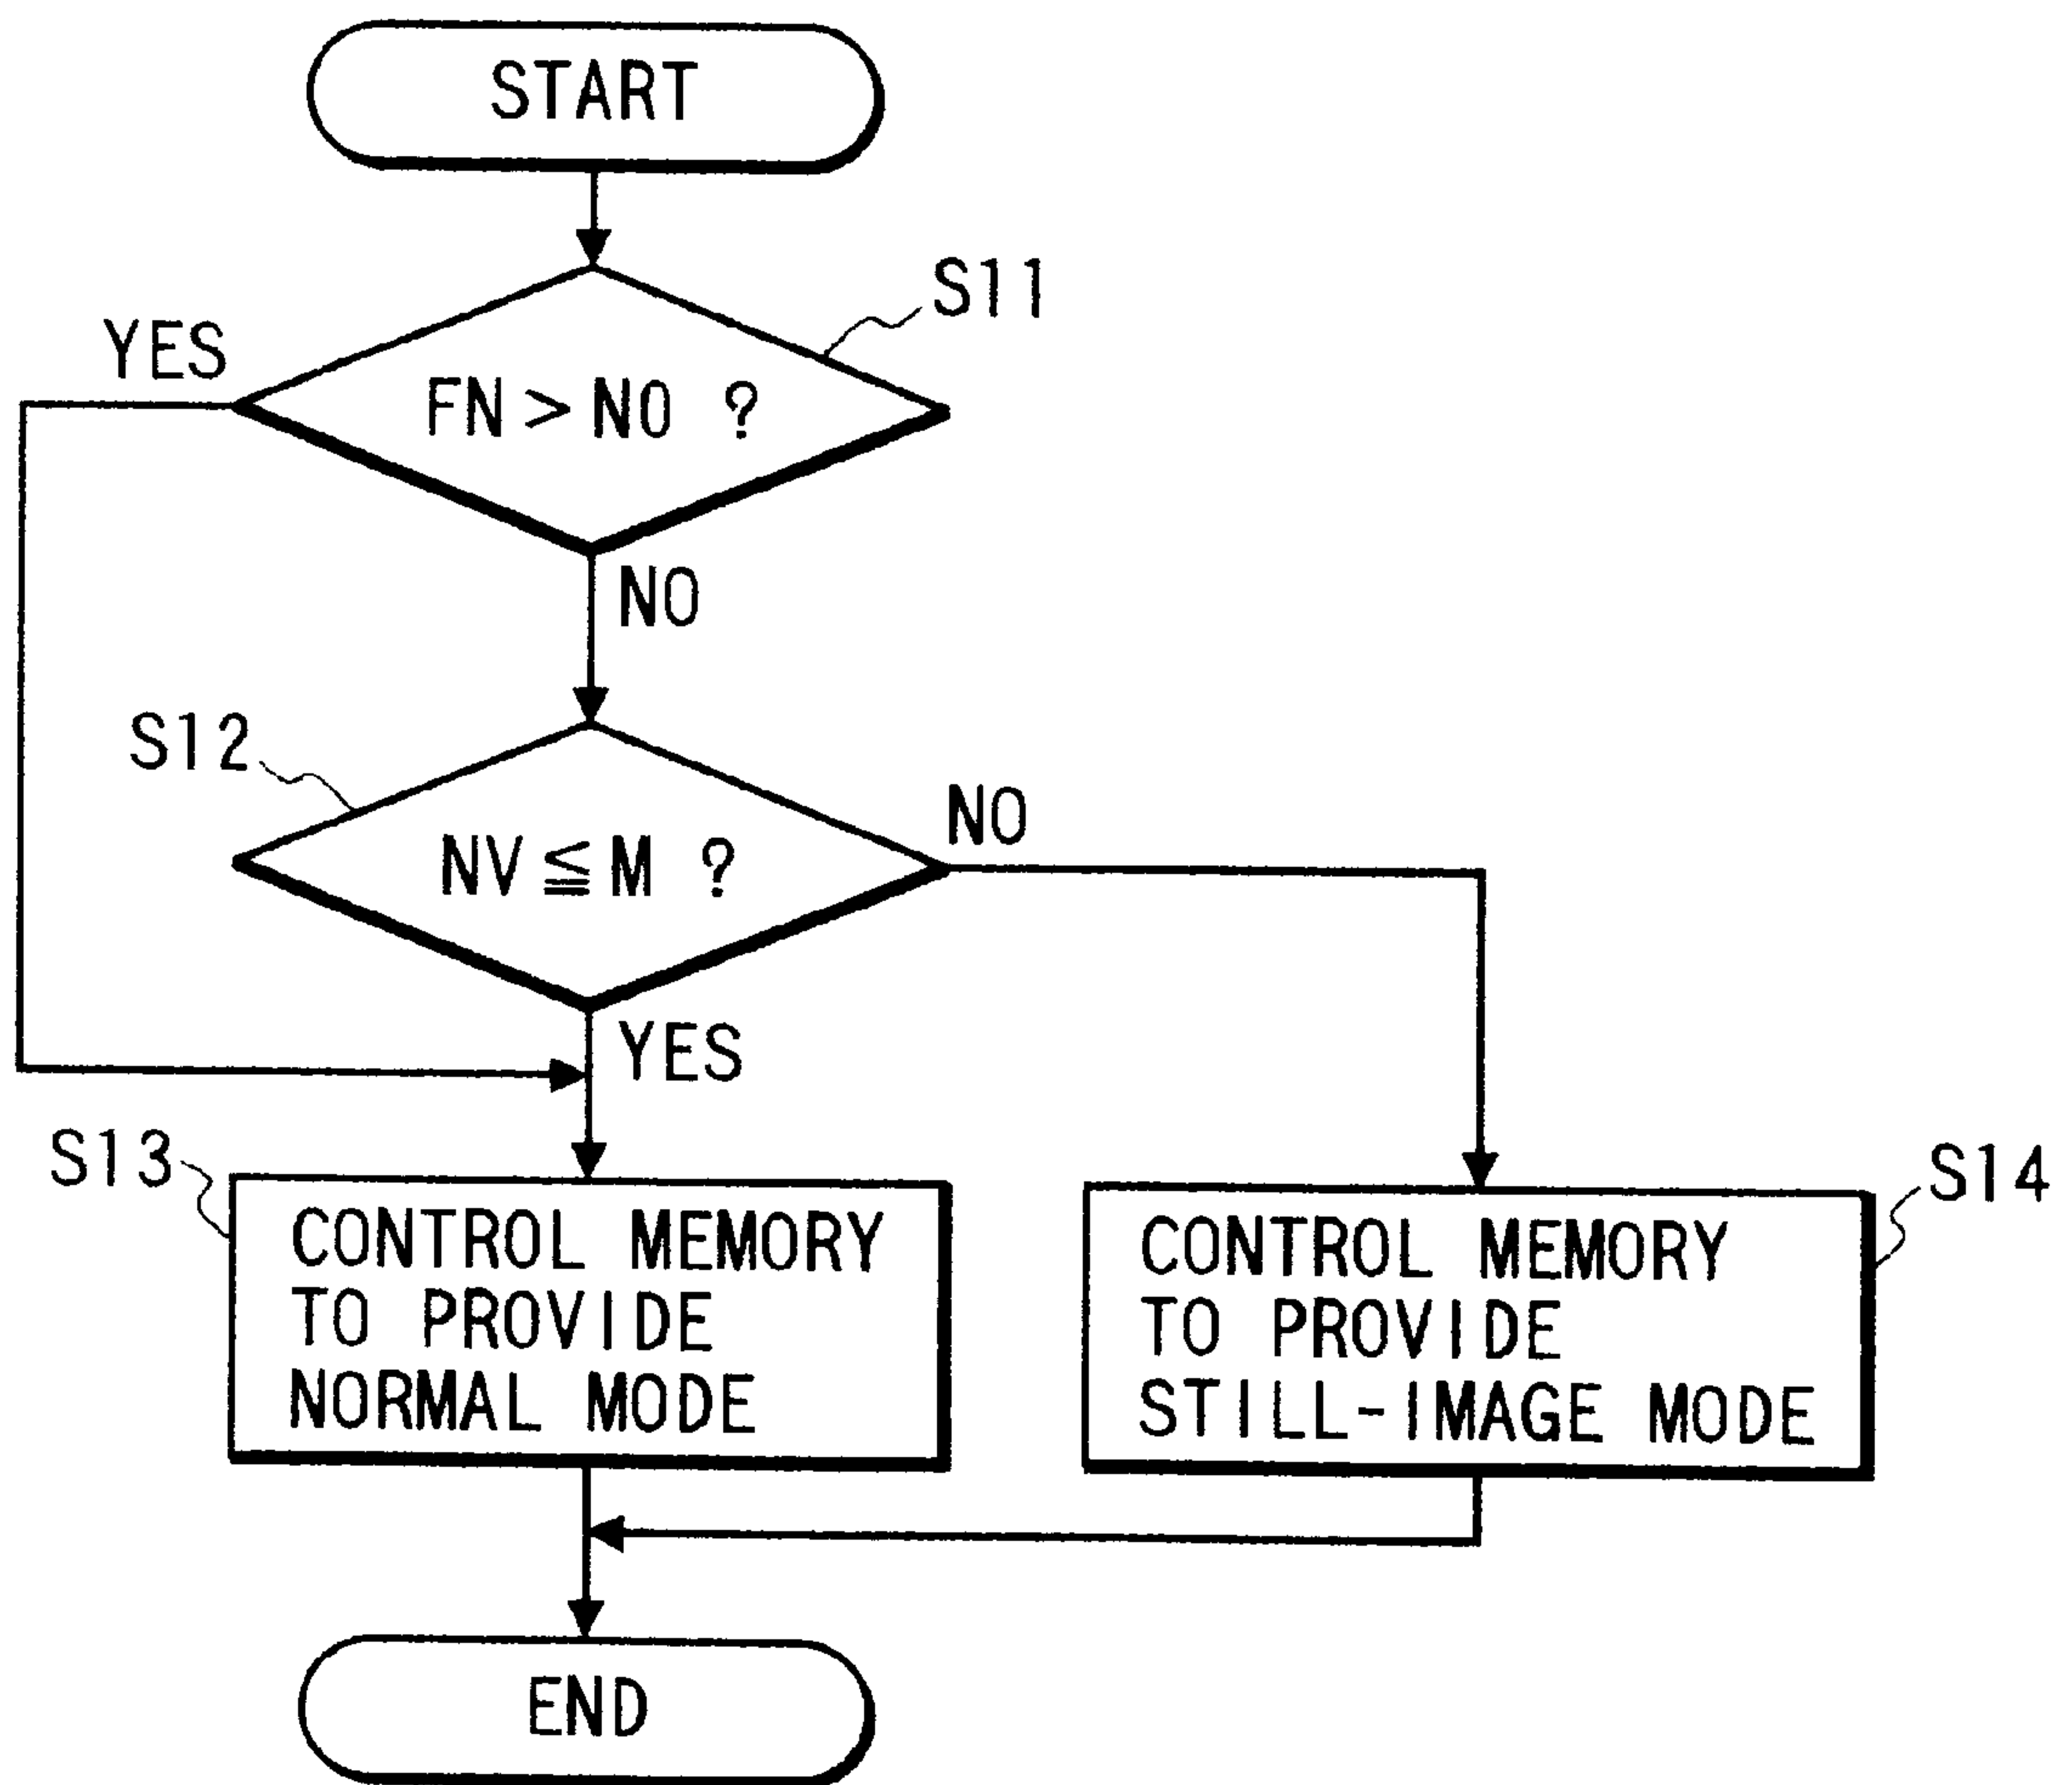 START
S11
YES
FN > NO ?
NO
S12
NO
NV ≦ M ?
YES
S13
S14
CONTROL MEMORY
TO PROVIDE
NORMAL MODE
CONTROL MEMORY
TO PROVIDE
STILL-IMAGE MODE
END